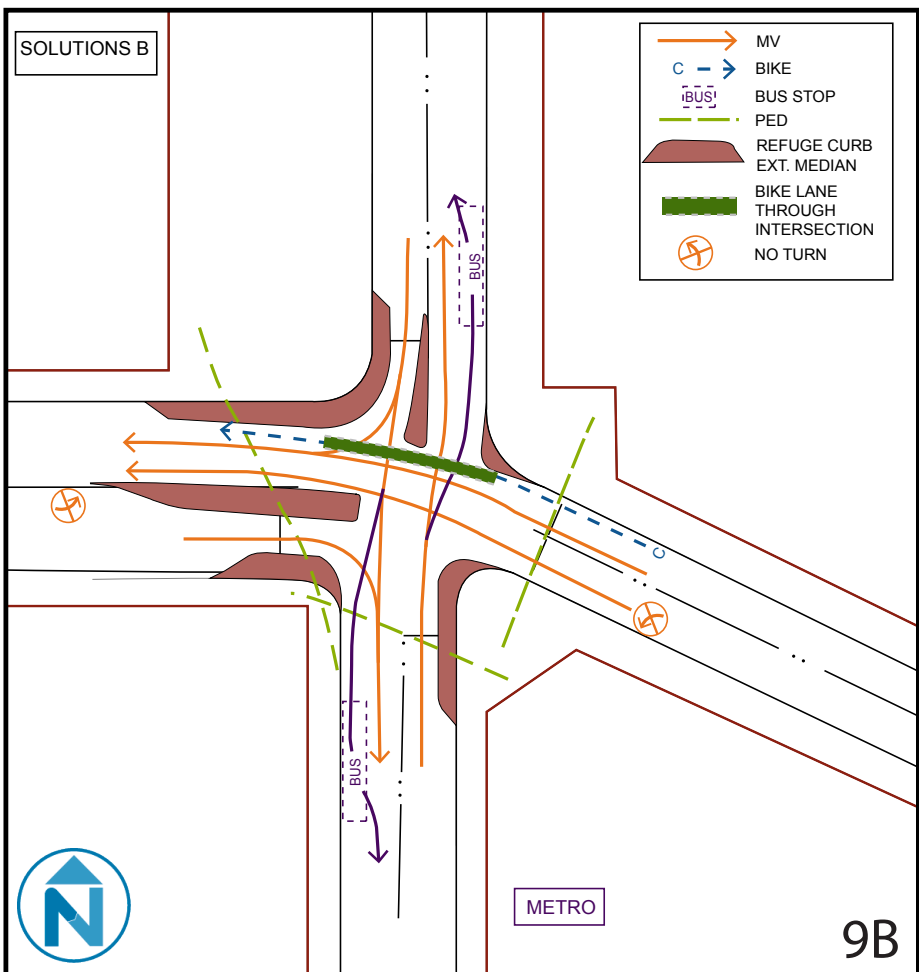 SOLUTIONS B
MV
C BIKE
BUS BUS STOP
PED
REFUGE CURB
EXT. MEDIAN
BIKE LANE
THROUGH
INTERSECTION
NO TURN
BUS
C
BUS
METRO
N
9B